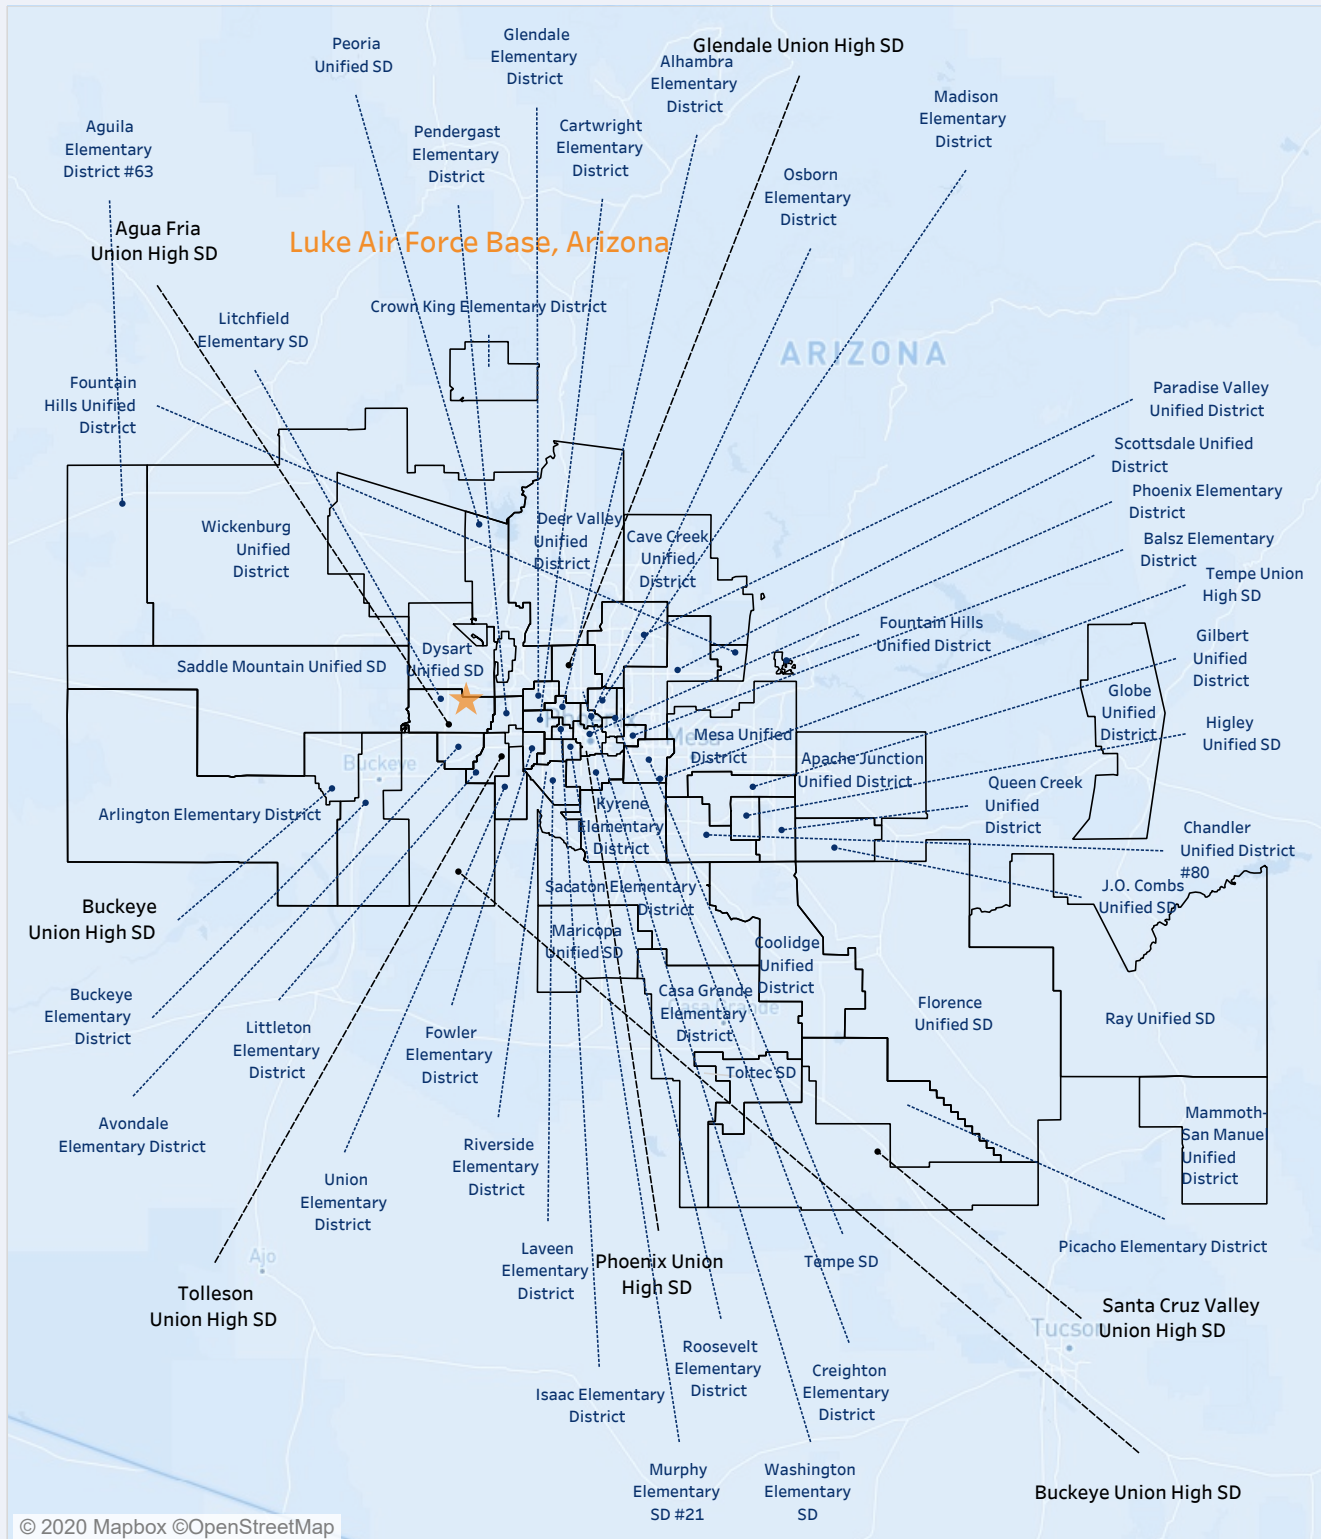 Peoria
Unified SD
Glendale
Elementary
District
Glendale Union High SD
Alhambra
Elementary
District
Madison
Elementary
District
Aguila
Elementary
District #63
Pendergast
Elementary
District
Cartwright
Elementary
District
Osborn
Elementary
District
Agua Fria
Union High SD
Luke Air Force Base, Arizona
Crown King Elementary District
Litchfield
Elementary SD
ARIZONA
Fountain
Hills Unified
District
Paradise Valley
Unified District
Scottsdale Unified
District
Phoenix Elementary
District
Balsz Elementary
District
Tempe Union
High SD
Wickenburg
Unified
District
Deer Valley
Unified
District
Cave Creek
Unified
District
Fountain Hills
Unified District
Gilbert
Unified
District
Saddle Mountain Unified SD
Dysart
Unified SD
Globe
Unified
District
Higley
Unified SD
Mesa
Mesa Unified
District
Apache Junction
Unified District
Buckeye
Queen Creek
Unified
District
Arlington Elementary District
Kyrene
Elementary
District
Chandler
Unified District
#80
J.O. Combs
Unified SD
Sacaton Elementary
District
Buckeye
Union High SD
Maricopa
Unified SD
Coolidge
Unified
District
Casa Grande
Casa Grande
Elementary
District
Florence
Unified SD
Ray Unified SD
Buckeye
Elementary
District
Littleton
Elementary
District
Fowler
Elementary
District
Toltec SD
Avondale
Elementary District
Mammoth-
San Manuel
Unified
District
Riverside
Elementary
District
Union
Elementary
District
Ajo
Laveen
Elementary
District
Phoenix Union
High SD
Tempe SD
Picacho Elementary District
Tolleson
Union High SD
Santa Cruz Valley
Union High SD
Tucson
Roosevelt
Elementary
District
Creighton
Elementary
District
Isaac Elementary
District
Murphy
Elementary
SD #21
Washington
Elementary
SD
Buckeye Union High SD
© 2020 Mapbox ©OpenStreetMap